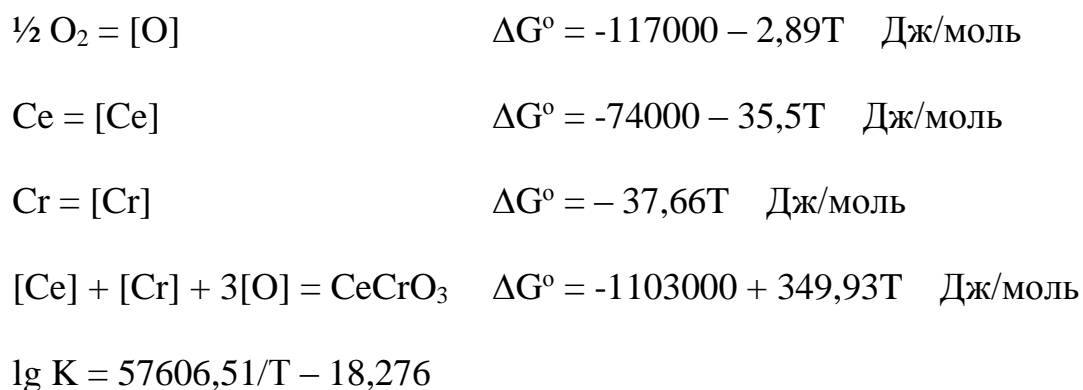 ½ O₂ = [O] ΔGº = -117000 – 2,89T Дж/моль
Ce = [Ce] ΔGº = -74000 – 35,5T Дж/моль
Cr = [Cr] ΔGº = – 37,66T Дж/моль
[Ce] + [Cr] + 3[O] = CeCrO₃ ΔGº = -1103000 + 349,93T Дж/моль
lg K = 57606,51/T – 18,276